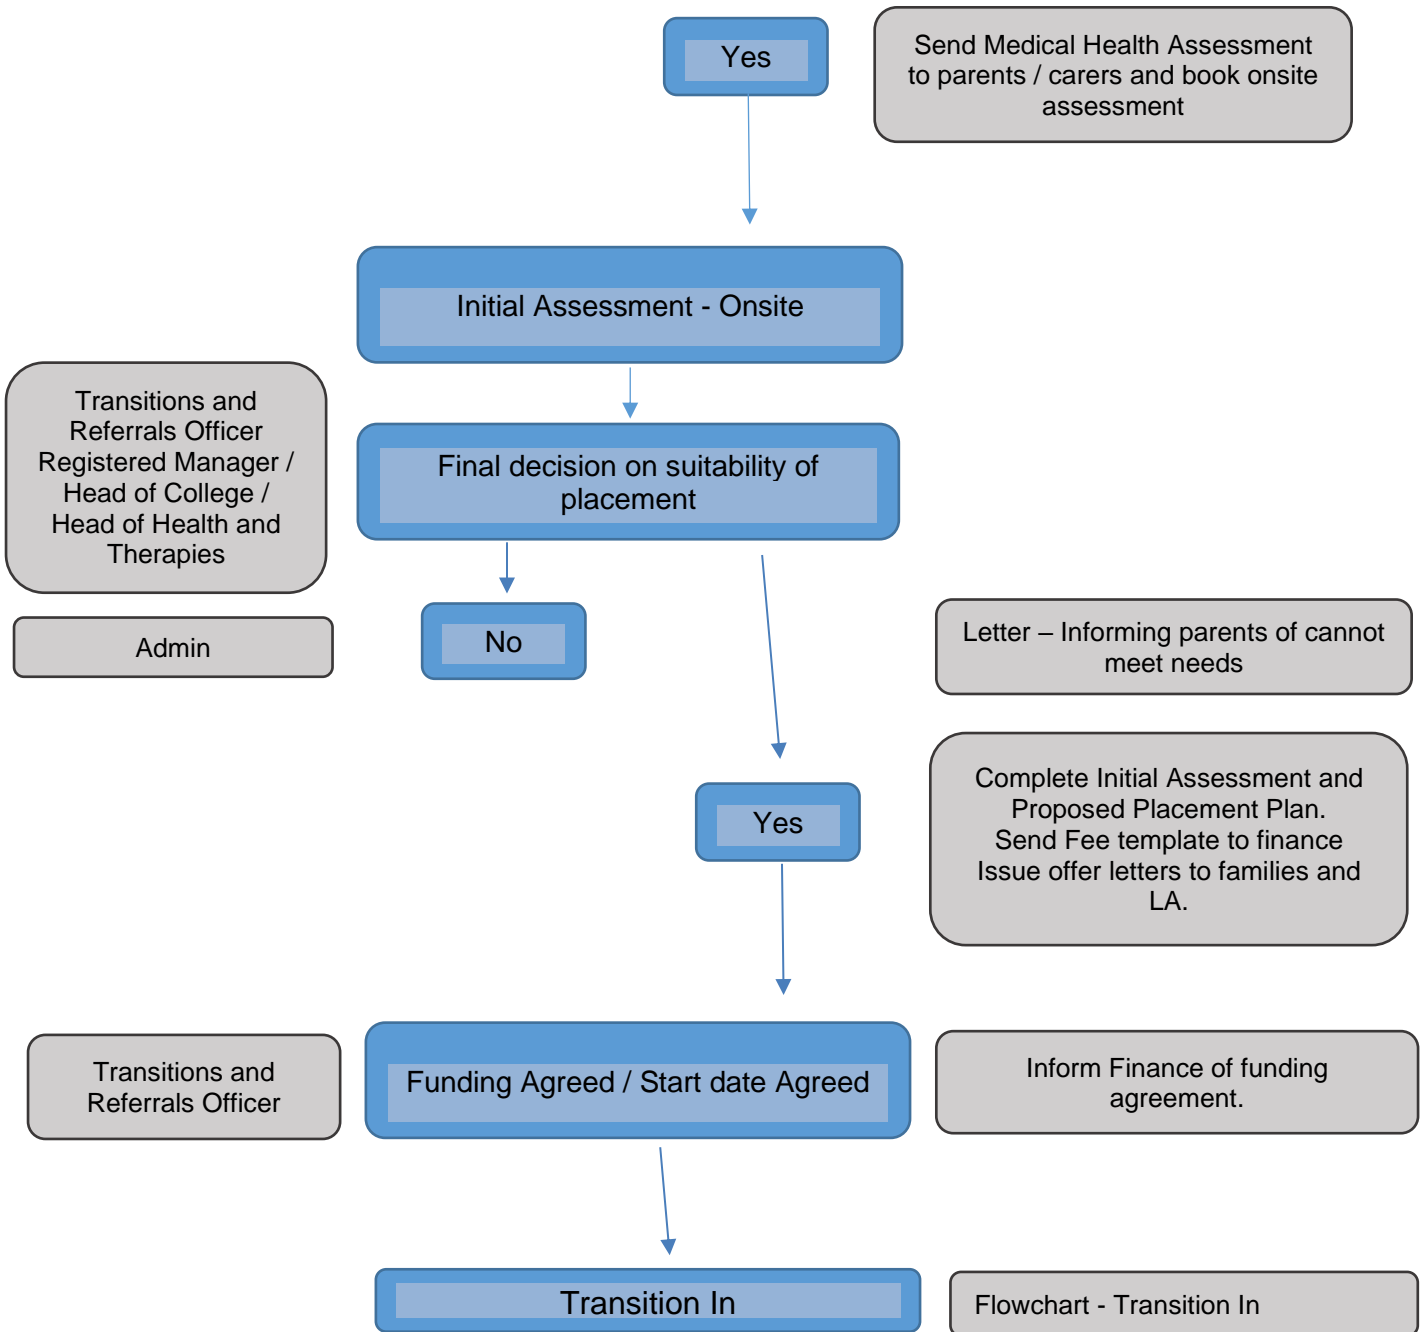 Yes
Send Medical Health Assessment
to parents / carers and book onsite
assessment
Initial Assessment - Onsite
Transitions and
Referrals Officer
Registered Manager /
Head of College /
Head of Health and
Therapies
Final decision on suitability of
placement
Admin
No
Letter – Informing parents of cannot
meet needs
Yes
Complete Initial Assessment and
Proposed Placement Plan.
Send Fee template to finance
Issue offer letters to families and
LA.
Transitions and
Referrals Officer
Funding Agreed / Start date Agreed
Inform Finance of funding
agreement.
Transition In
Flowchart - Transition In